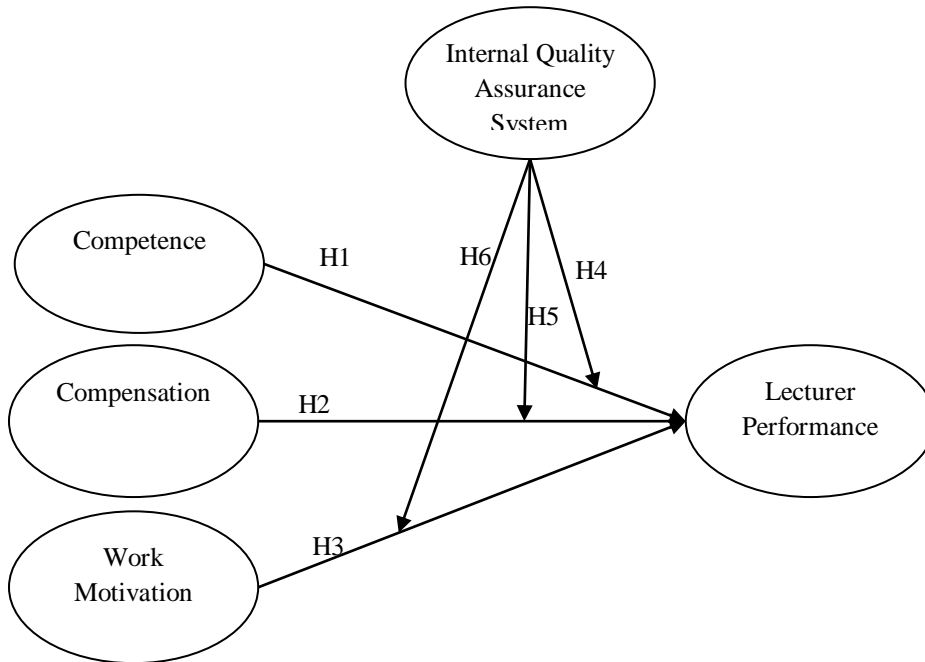 Internal Quality
Assurance
System
Competence
H1
H6
H4
H5
Compensation
H2
Lecturer
Performance
H3
Work
Motivation